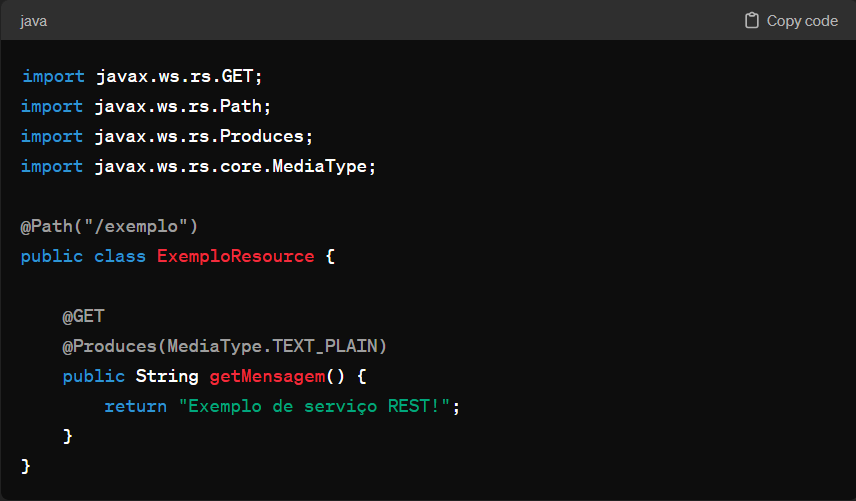 java
Copy code
import javax.ws.rs.GET;
import javax.ws.rs.Path;
import javax.ws.rs.Produces;
import javax.ws.rs.core.MediaType;
@Path("/exemplo")
public class ExemploResource {
@GET
@Produces(MediaType.TEXT_PLAIN)
public String getMensagem() {
return "Exemplo de serviço REST!";
}
}